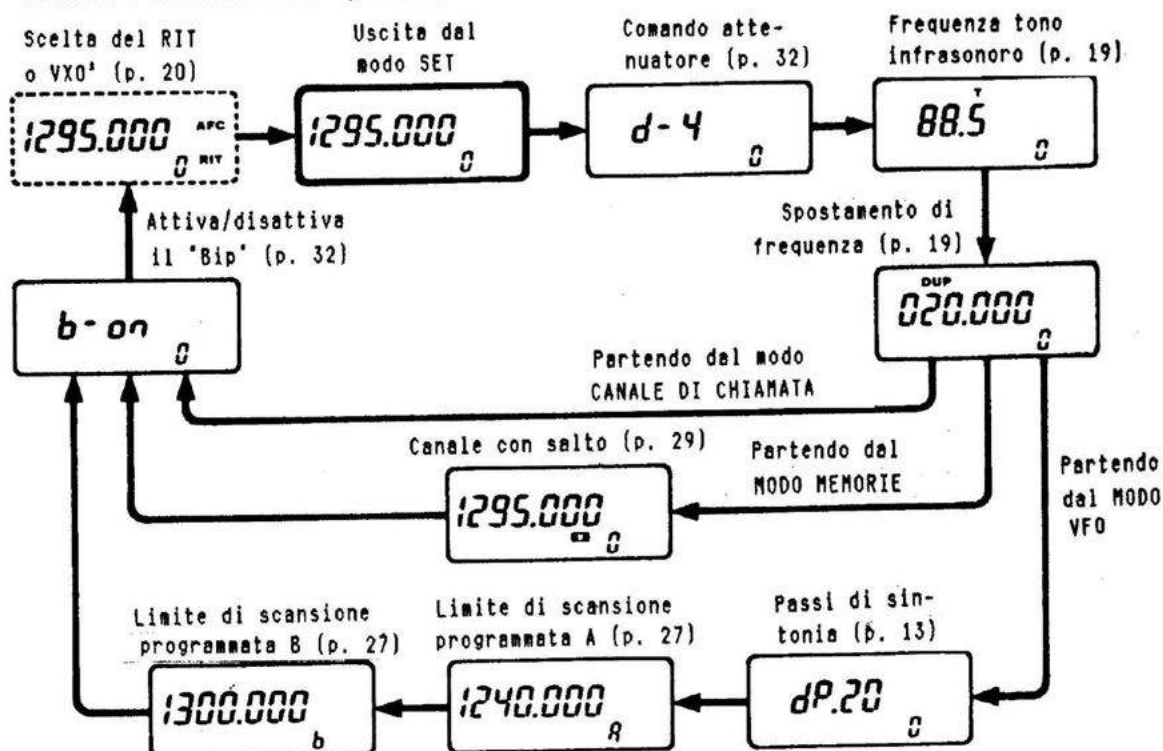 Scelta del RIT
o VXO² (p. 20)
1295.000 AFC
0 RIT
Uscita dal
modo SET
1295.000
0
Comando atte-
nuatore (p. 32)
d-4
0
Frequenza tono
infrasonoro (p. 19)
T
88.5
0
Attiva/disattiva
il "Bip" (p. 32)
b-on
0
Spostamento di
frequenza (p. 19)
DUP
020.000
0
Partendo dal modo
CANALE DI CHIAMATA
Canale con salto (p. 29)
1295.000
0
Partendo dal
MODO MEMORIE
Partendo
dal MODO
VFO
Limite di scansione
programmata B (p. 27)
1300.000
b
Limite di scansione
programmata A (p. 27)
1240.000
A
Passi di sin-
tonia (p. 13)
dP.20
0